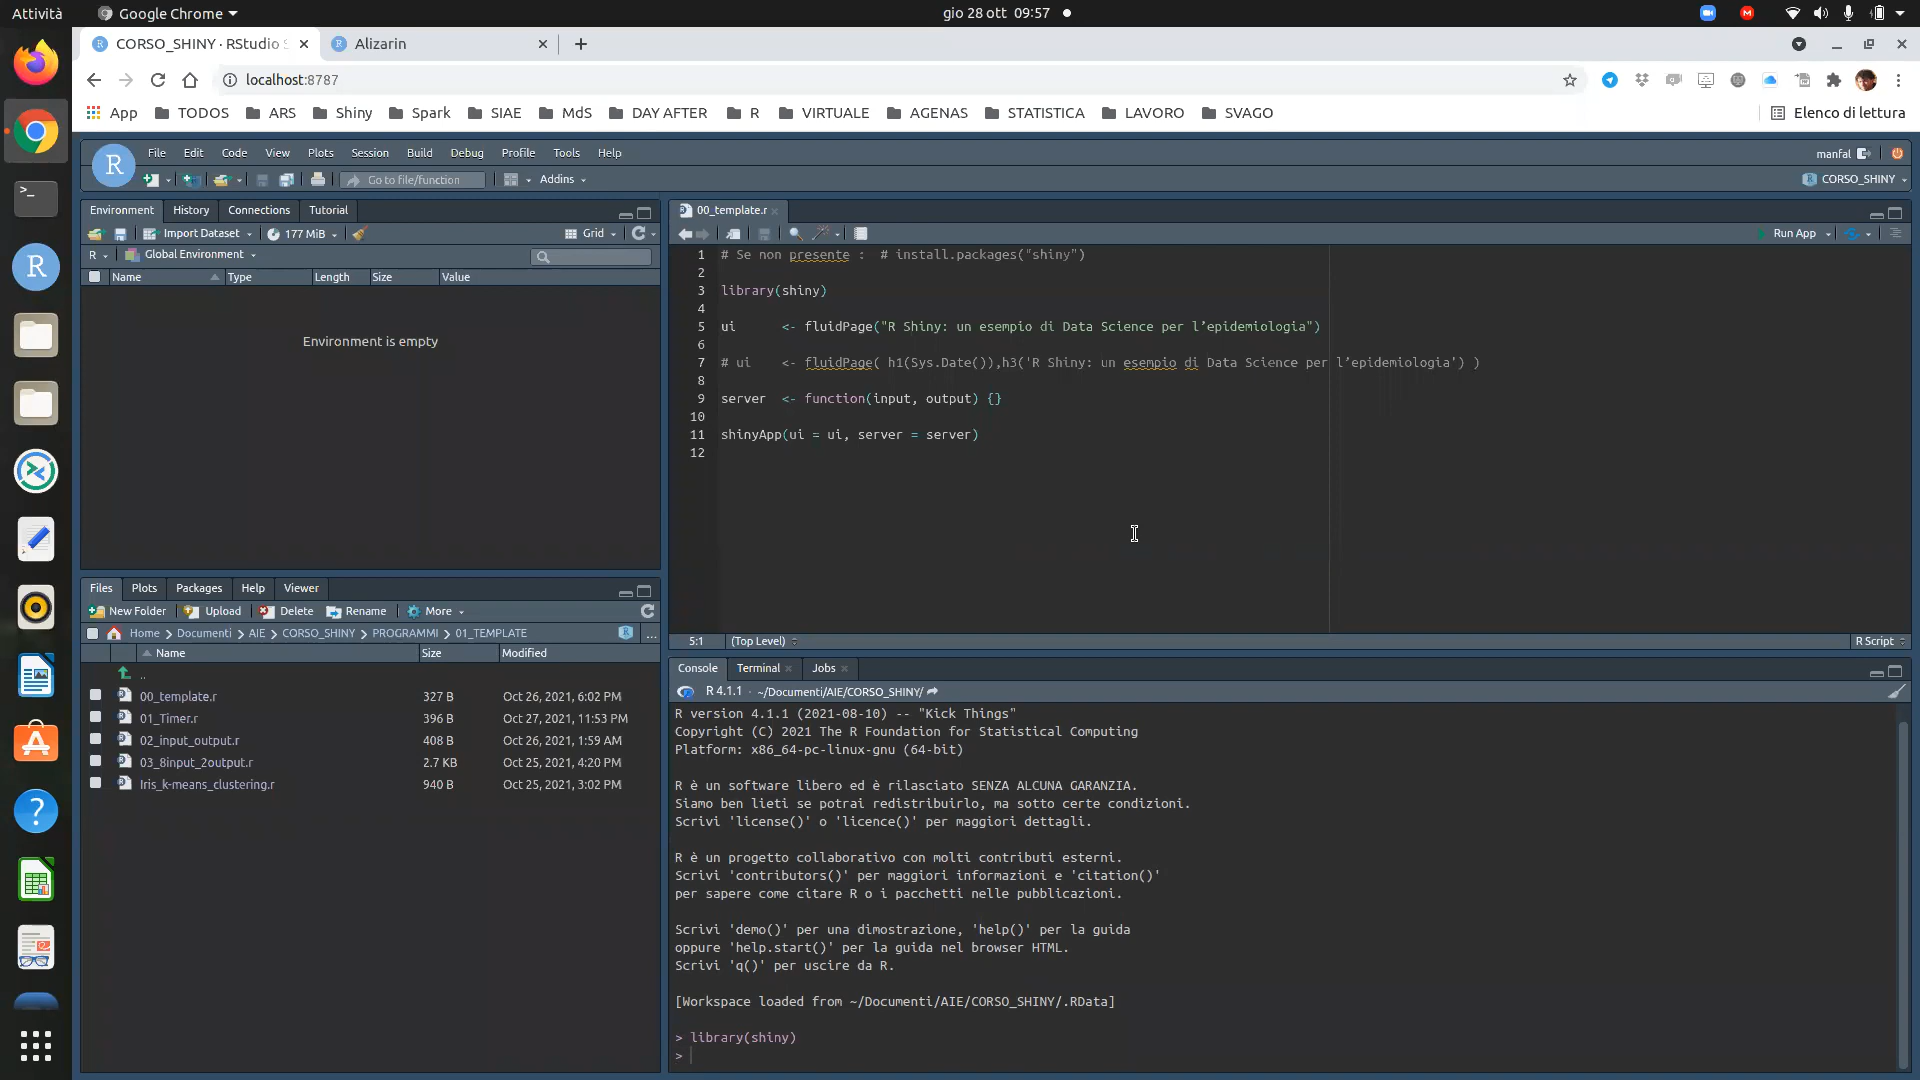 Attività
Google Chrome
gio 28 ott 09:57
CORSO_SHINY · RStudio
Alizarin
localhost:8787
App
TODOS
ARS
Shiny
Spark
SIAE
MdS
DAY AFTER
R
VIRTUALE
AGENAS
STATISTICA
LAVORO
SVAGO
Elenco di lettura
R
File Edit Code View Plots Session Build Debug Profile Tools Help
manfal
Go to file/function
Addins
CORSO_SHINY
Environment History Connections Tutorial
Import Dataset
177 MiB
Grid
R
Global Environment
Name Type Length Size Value
Environment is empty
00_template.r
Run App
1 # Se non presente :  # install.packages("shiny")
2
3 library(shiny)
4
5 ui      <- fluidPage("R Shiny: un esempio di Data Science per l’epidemiologia")
6
7 # ui    <- fluidPage( h1(Sys.Date()),h3('R Shiny: un esempio di Data Science per l’epidemiologia') )
8
9 server  <- function(input, output) {}
10
11 shinyApp(ui = ui, server = server)
12
5:1
(Top Level)
R Script
Files Plots Packages Help Viewer
New Folder Upload Delete Rename More
Home Documenti AIE CORSO_SHINY PROGRAMMI 01_TEMPLATE
...
Name Size Modified
..
00_template.r 327 B Oct 26, 2021, 6:02 PM
01_Timer.r 396 B Oct 27, 2021, 11:53 PM
02_input_output.r 408 B Oct 26, 2021, 1:59 AM
03_8input_2output.r 2.7 KB Oct 25, 2021, 4:20 PM
Iris_k-means_clustering.r 940 B Oct 25, 2021, 3:02 PM
Console Terminal Jobs
R 4.1.1 · ~/Documenti/AIE/CORSO_SHINY/
R version 4.1.1 (2021-08-10) -- "Kick Things"
Copyright (C) 2021 The R Foundation for Statistical Computing
Platform: x86_64-pc-linux-gnu (64-bit)
R è un software libero ed è rilasciato SENZA ALCUNA GARANZIA.
Siamo ben lieti se potrai redistribuirlo, ma sotto certe condizioni.
Scrivi 'license()' o 'licence()' per maggiori dettagli.
R è un progetto collaborativo con molti contributi esterni.
Scrivi 'contributors()' per maggiori informazioni e 'citation()'
per sapere come citare R o i pacchetti nelle pubblicazioni.
Scrivi 'demo()' per una dimostrazione, 'help()' per la guida
oppure 'help.start()' per la guida nel browser HTML.
Scrivi 'q()' per uscire da R.
[Workspace loaded from ~/Documenti/AIE/CORSO_SHINY/.RData]
> library(shiny)
>